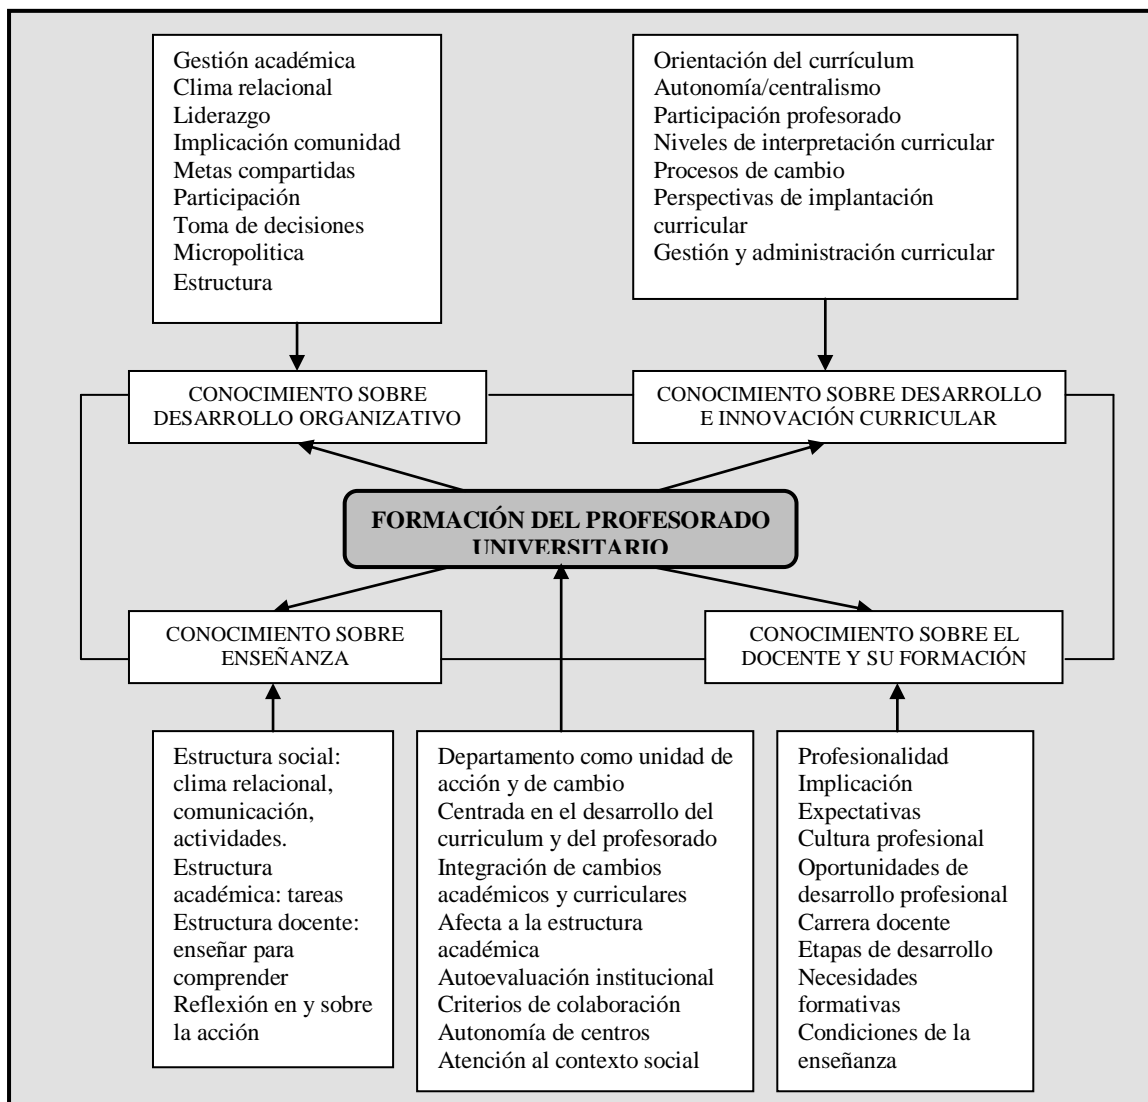 Gestión académica
Clima relacional
Liderazgo
Implicación comunidad
Metas compartidas
Participación
Toma de decisiones
Micropolitica
Estructura
Orientación del currículum
Autonomía/centralismo
Participación profesorado
Niveles de interpretación curricular
Procesos de cambio
Perspectivas de implantación
curricular
Gestión y administración curricular
CONOCIMIENTO SOBRE
DESARROLLO ORGANIZATIVO
CONOCIMIENTO SOBRE DESARROLLO
E INNOVACIÓN CURRICULAR
FORMACIÓN DEL PROFESORADO
UNIVERSITARIO
CONOCIMIENTO SOBRE
ENSEÑANZA
CONOCIMIENTO SOBRE EL
DOCENTE Y SU FORMACIÓN
Estructura social:
clima relacional,
comunicación,
actividades.
Estructura
académica: tareas
Estructura docente:
enseñar para
comprender
Reflexión en y sobre
la acción
Departamento como unidad de
acción y de cambio
Centrada en el desarrollo del
curriculum y del profesorado
Integración de cambios
académicos y curriculares
Afecta a la estructura
académica
Autoevaluación institucional
Criterios de colaboración
Autonomía de centros
Atención al contexto social
Profesionalidad
Implicación
Expectativas
Cultura profesional
Oportunidades de
desarrollo profesional
Carrera docente
Etapas de desarrollo
Necesidades
formativas
Condiciones de la
enseñanza